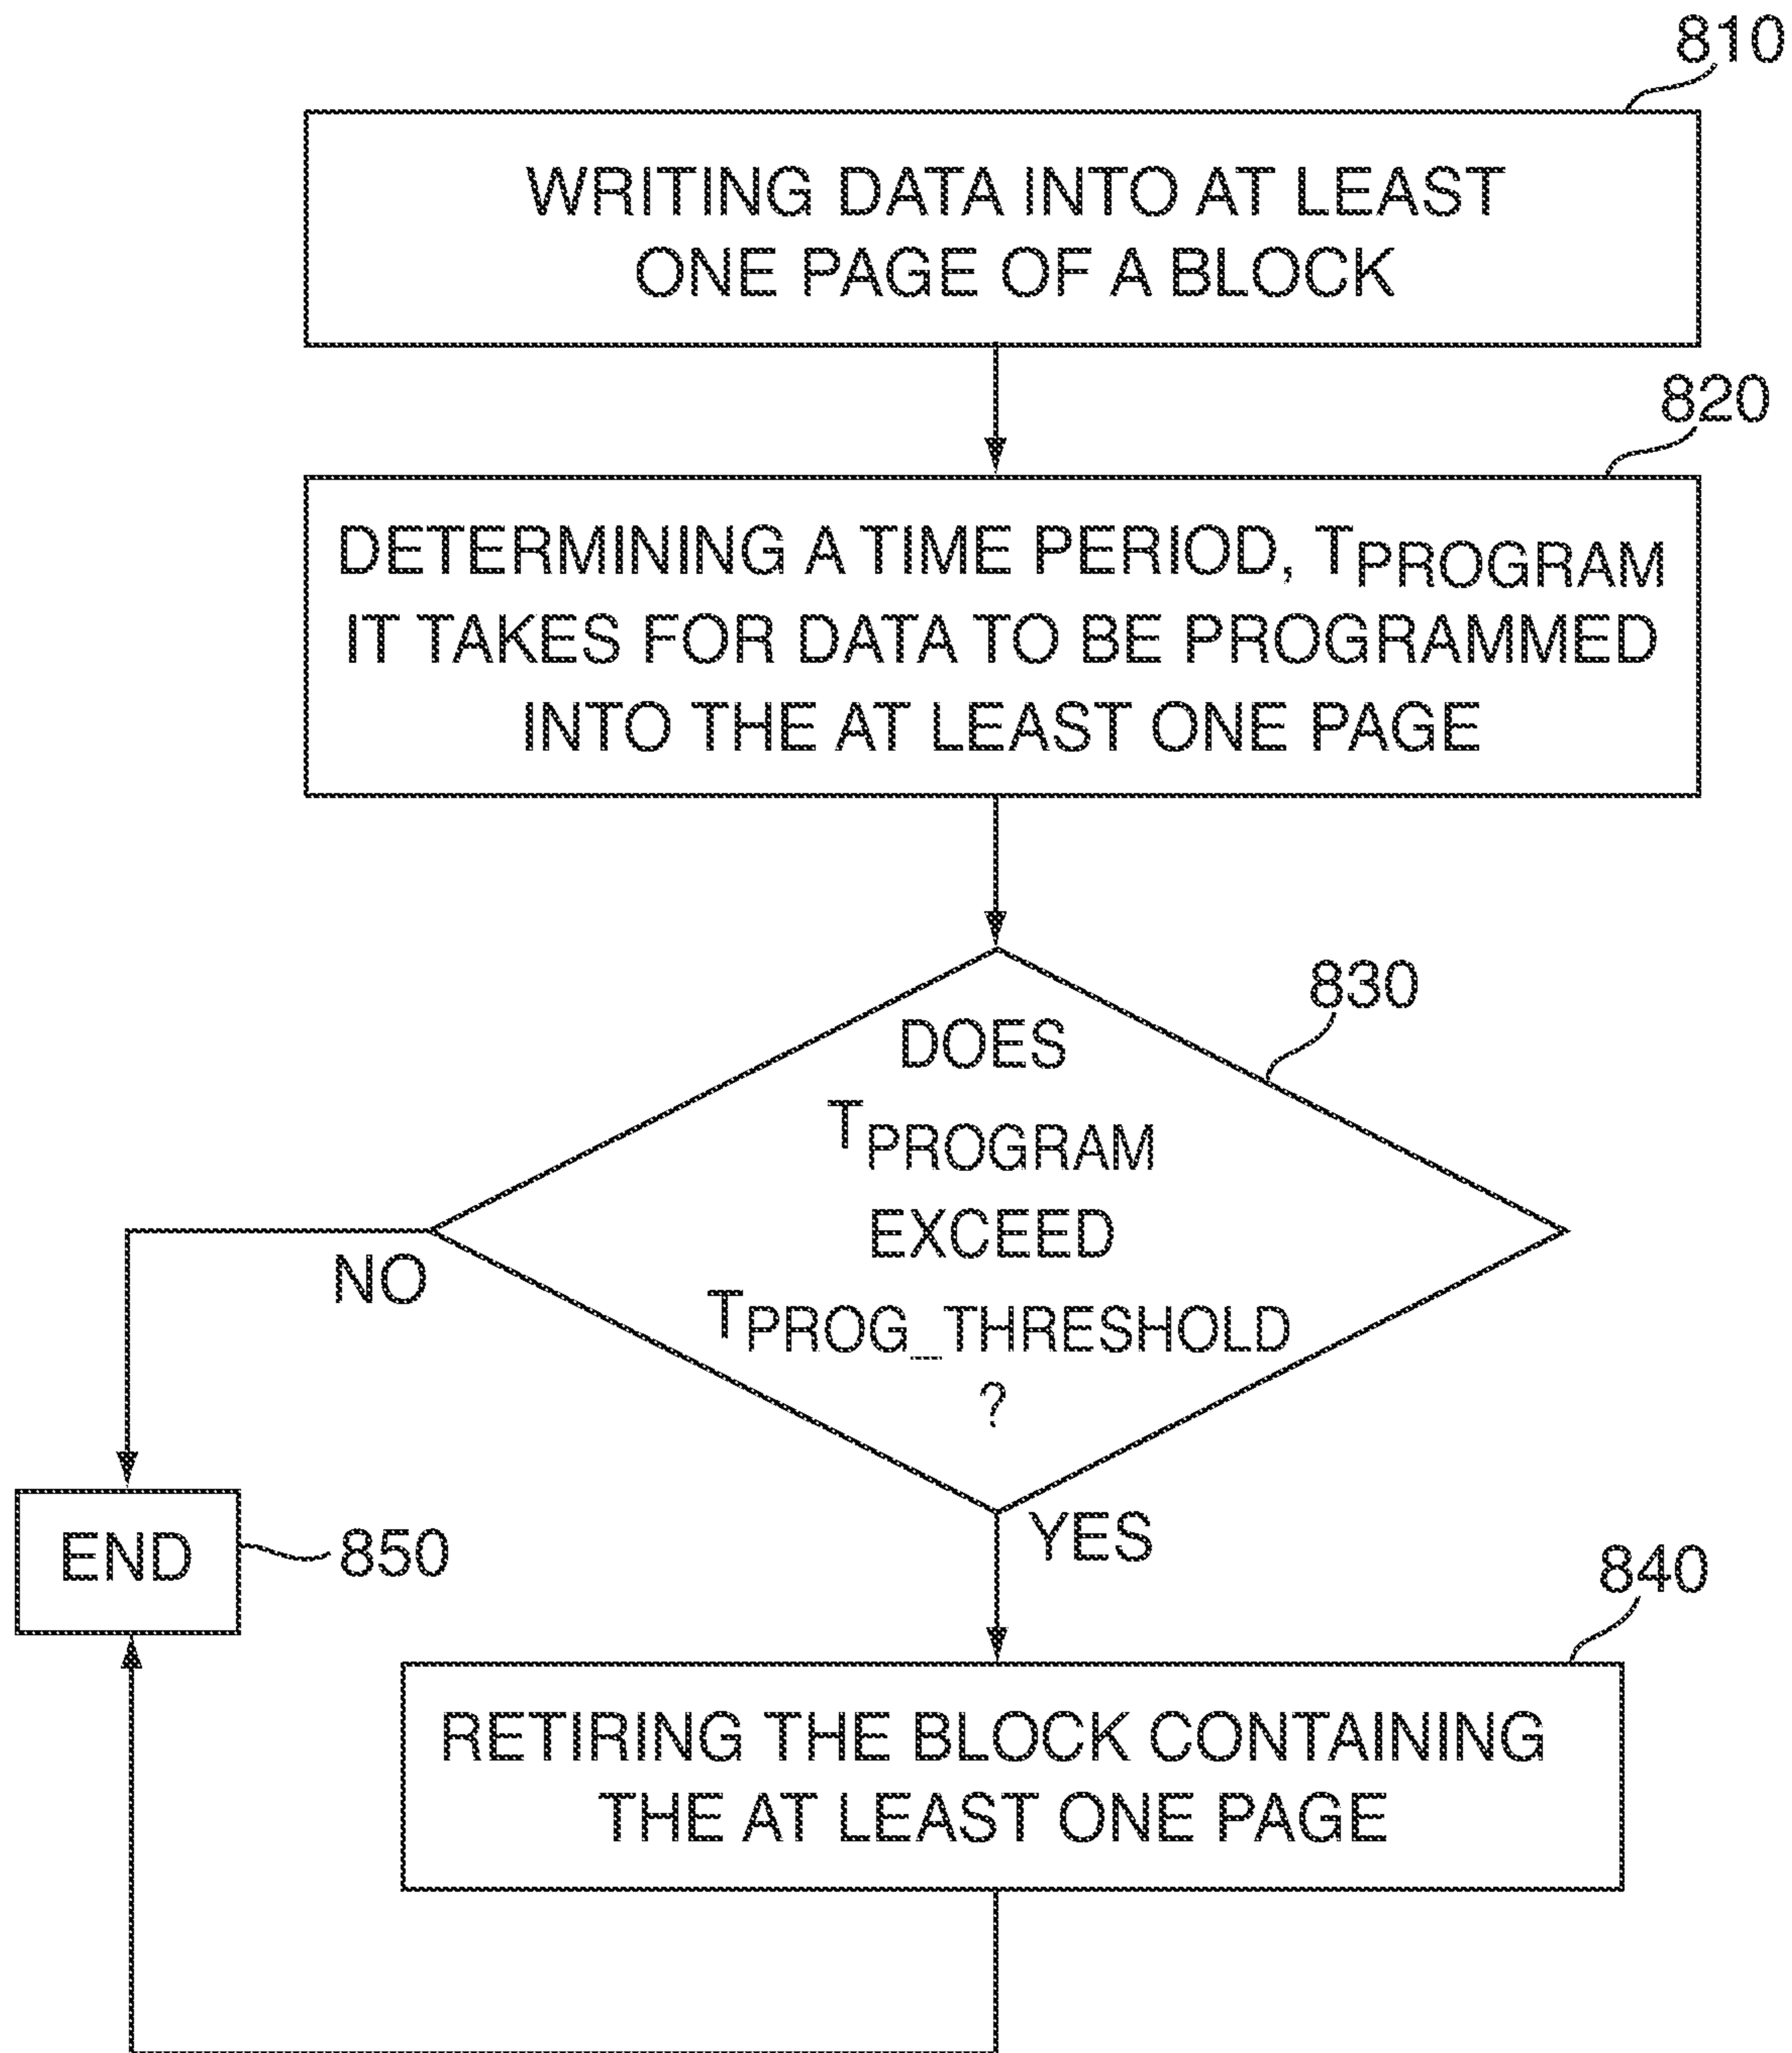 810
WRITING DATA INTO AT LEAST
ONE PAGE OF A BLOCK
820
DETERMINING A TIME PERIOD, TPROGRAM
IT TAKES FOR DATA TO BE PROGRAMMED
INTO THE AT LEAST ONE PAGE
830
DOES
TPROGRAM
EXCEED
TPROG_THRESHOLD
?
NO
YES
END
850
840
RETIRING THE BLOCK CONTAINING
THE AT LEAST ONE PAGE